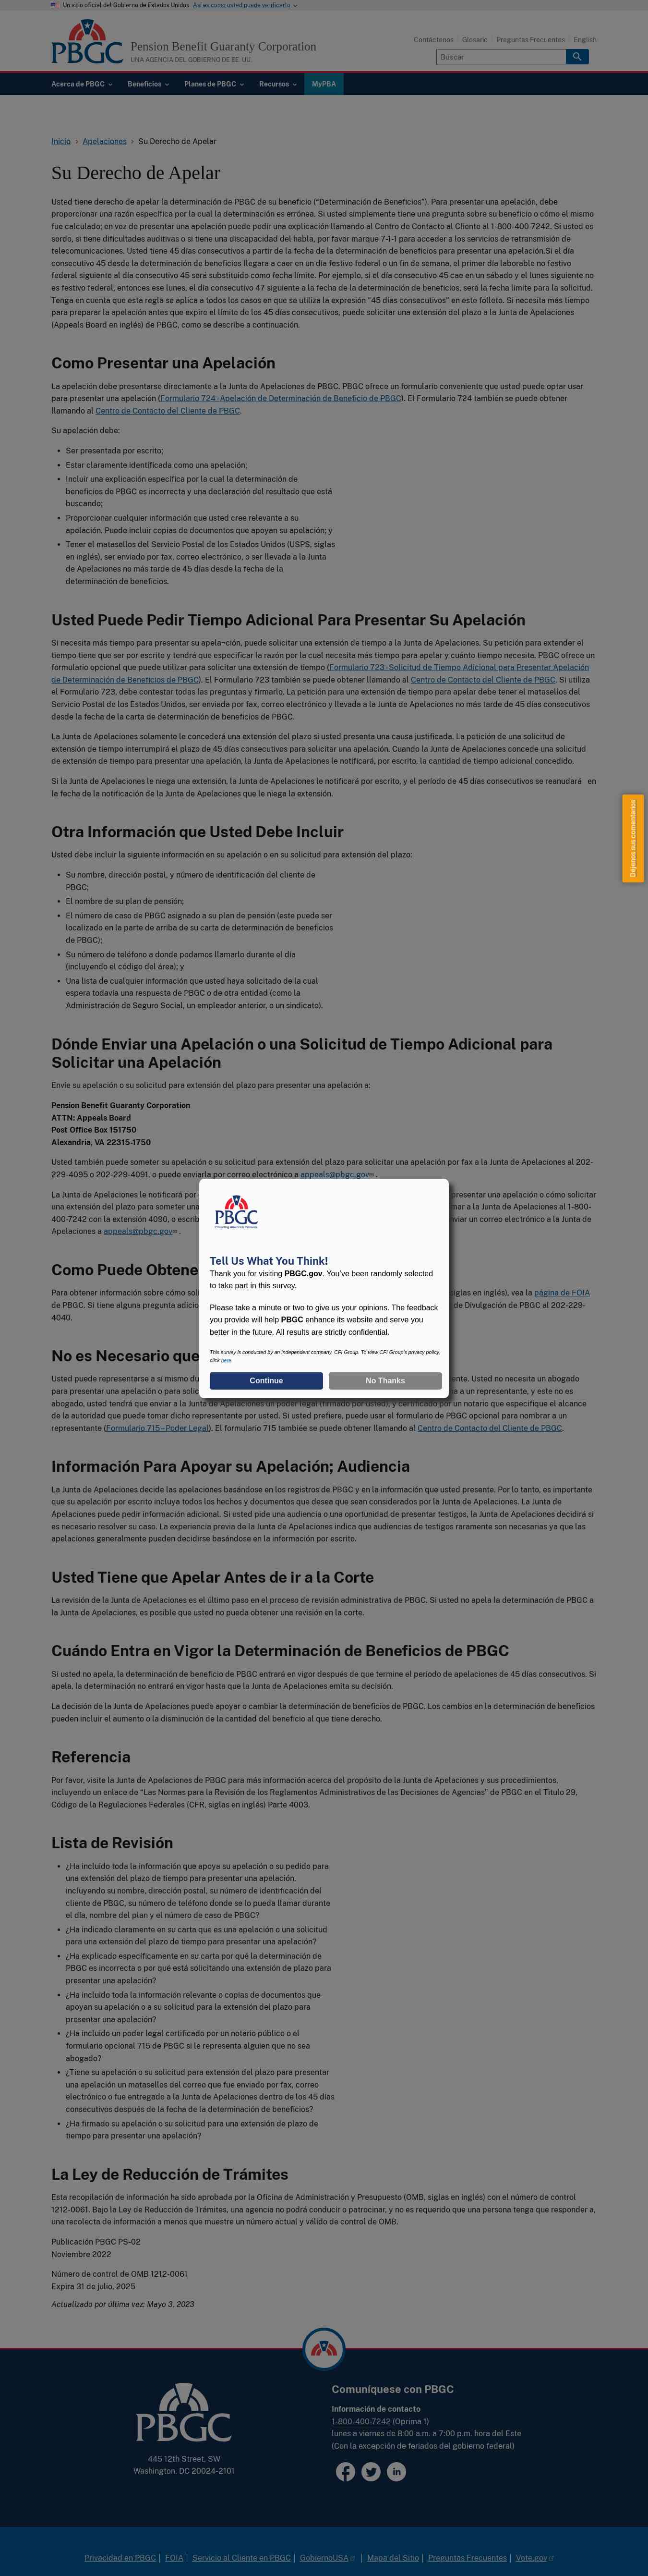 Un sitio oficial del Gobierno de Estados Unidos Así es como usted puede verificarlo
PBGC
Pension Benefit Guaranty Corporation
UNA AGENCIA DEL GOBIERNO DE EE. UU.
Contáctenos
Glosario
Preguntas Frecuentes
English
Buscar
Acerca de PBGC
Beneficios
Planes de PBGC
Recursos
MyPBA
Inicio > Apelaciones > Su Derecho de Apelar
Su Derecho de Apelar
Usted tiene derecho de apelar la determinación de PBGC de su beneficio ("Determinación de Beneficios"). Para presentar una apelación, debe
proporcionar una razón específica por la cual la determinación es errónea. Si usted simplemente tiene una pregunta sobre su beneficio o cómo el mismo
fue calculado; en vez de presentar una apelación puede pedir una explicación llamando al Centro de Contacto al Cliente al 1-800-400-7242. Si usted es
sordo, si tiene dificultades auditivas o si tiene una discapacidad del habla, por favor marque 7-1-1 para acceder a los servicios de retransmisión de
telecomunicaciones. Usted tiene 45 días consecutivos a partir de la fecha de la determinación de beneficios para presentar una apelación.Si el día
consecutivo 45 desde la determinación de beneficios llegara a caer en un día festivo federal o un fin de semana, el primer día laborable no festivo
federal siguiente al día consecutivo 45 será substituido como fecha límite. Por ejemplo, si el día consecutivo 45 cae en un sábado y el lunes siguiente es
es festivo federal, entonces ese lunes, el día consecutivo 47 siguiente a la fecha de la determinación de beneficios, será la fecha límite para la solicitud.
Tenga en cuenta que esta regla se aplica a todos los casos en que se utiliza la expresión "45 días consecutivos" en este folleto. Si necesita más tiempo
para preparar la apelación antes que expire el límite de los 45 días consecutivos, puede solicitar una extensión del plazo a la Junta de Apelaciones
(Appeals Board en inglés) de PBGC, como se describe a continuación.
Como Presentar una Apelación
La apelación debe presentarse directamente a la Junta de Apelaciones de PBGC. PBGC ofrece un formulario conveniente que usted puede optar usar
para presentar una apelación (Formulario 724 - Apelación de Determinación de Beneficio de PBGC). El Formulario 724 también se puede obtener
llamando al Centro de Contacto del Cliente de PBGC.
Su apelación debe:
Ser presentada por escrito;
Estar claramente identificada como una apelación;
Incluir una explicación específica por la cual la determinación de
beneficios de PBGC es incorrecta y una declaración del resultado que está
buscando;
Proporcionar cualquier información que usted cree relevante a su
apelación. Puede incluir copias de documentos que apoyan su apelación; y
Tener el matasellos del Servicio Postal de los Estados Unidos (USPS, siglas
en inglés), ser enviado por fax, correo electrónico, o ser llevada a la Junta
de Apelaciones no más tarde de 45 días desde la fecha de la
determinación de beneficios.
Usted Puede Pedir Tiempo Adicional Para Presentar Su Apelación
Si necesita más tiempo para presentar su apela¬ción, puede solicitar una extensión de tiempo a la Junta de Apelaciones. Su petición para extender el
tiempo tiene que ser por escrito y tendrá que especificar la razón por la cual necesita más tiempo para apelar y cuánto tiempo necesita. PBGC ofrece un
formulario opcional que puede utilizar para solicitar una extensión de tiempo (Formulario 723 - Solicitud de Tiempo Adicional para Presentar Apelación
de Determinación de Beneficios de PBGC). El Formulario 723 también se puede obtener llamando al Centro de Contacto del Cliente de PBGC. Si utiliza
el Formulario 723, debe contestar todas las preguntas y firmarlo. La petición para una extensión de tiempo para apelar debe tener el matasellos del
Servicio Postal de los Estados Unidos, ser enviada por fax, correo electrónico y llevada a la Junta de Apelaciones no más tarde de 45 días consecutivos
después de la fecha de la carta de determinación de beneficios de PBGC.
La Junta de Apelaciones solamente le concederá una extensión del plazo si usted presenta una causa justificada. La petición de una solicitud de
extensión de tiempo interrumpirá el plazo de 45 días consecutivos para solicitar una apelación. Cuando la Junta de Apelaciones concede una solicitud
de extensión de tiempo para presentar una apelación, la Junta de Apelaciones le notificará, por escrito, la cantidad de tiempo adicional concedido.
Si la Junta de Apelaciones le niega una extensión, la Junta de Apelaciones le notificará por escrito, y el período de 45 días consecutivos se reanudará en
la fecha de la notificación de la Junta de Apelaciones que le niega la extensión.
Otra Información que Usted Debe Incluir
Usted debe incluir la siguiente información en su apelación o en su solicitud para extensión del plazo:
Su nombre, dirección postal, y número de identificación del cliente de
PBGC;
El nombre de su plan de pensión;
El número de caso de PBGC asignado a su plan de pensión (este puede ser
localizado en la parte de arriba de su carta de determinación de beneficios
de PBGC);
Su número de teléfono a donde podamos llamarlo durante el día
(incluyendo el código del área); y
Una lista de cualquier información que usted haya solicitado de la cual
espera todavía una respuesta de PBGC o de otra entidad (como la
Administración de Seguro Social, un empleador anterior, o un sindicato).
Dónde Enviar una Apelación o una Solicitud de Tiempo Adicional para
Solicitar una Apelación
Envíe su apelación o su solicitud para extensión del plazo para presentar una apelación a:
Pension Benefit Guaranty Corporation
ATTN: Appeals Board
Post Office Box 151750
Alexandria, VA 22315-1750
Usted también puede someter su apelación o su solicitud para extensión del plazo para solicitar una apelación por fax a la Junta de Apelaciones al 202-
229-4095 o 202-229-4091, o puede enviarla por correo electrónico a appeals@pbgc.gov .
La Junta de Apelaciones le notificará por
presentar una apelación o cómo solicitar
una extensión del plazo para someter una
nar a la Junta de Apelaciones al 1-800-
400-7242 con la extensión 4090, o escrib
viar un correo electrónico a la Junta de
Apelaciones a appeals@pbgc.gov .
Como Puede Obtene
Para obtener información sobre cómo solic
siglas en inglés), vea la página de FOIA
de PBGC. Si tiene alguna pregunta adici
de Divulgación de PBGC al 202-229-
4040.
No es Necesario que
Usted puede representarse a sí mismo du
Usted no necesita un abogado
para presentar una apelación o para solic
abogado, usted tendrá que enviar a la Junta de Apelaciones un poder legal (firmado por usted), y certificado por un notario que especifique el alcance
de la autoridad que puede tomar dicho representante. Si usted prefiere, puede usar el formulario de PBGC opcional para nombrar un
representante (Formulario 715 – Poder Legal). El formulario 715 también se puede obtener llamando al Centro de Contacto del Cliente de PBGC.
Información Para Apoyar su Apelación; Audiencia
La Junta de Apelaciones decide las apelaciones basándose en los registros de PBGC y en la información que usted presente. Por lo tanto, es importante
que su apelación por escrito incluya todos los hechos y documentos que desea que sean considerados por la Junta de Apelaciones. La Junta de
Apelaciones puede pedir información adicional. Si usted solicita la oportunidad de presentar testigos, la Junta de Apelaciones decidirá si
es necesario resolver su caso. La experiencia previa de la Junta de Apelaciones indica que audiencias de testigos raramente son necesarias ya que las
apelaciones generalmente pueden decidirse basándose en la información por escrito.
Usted Tiene que Apelar Antes de ir a la Corte
La revisión de la Junta de Apelaciones es el último paso en el proceso de revisión administrativa de PBGC. Si usted no apela la determinación de PBGC a
la Junta de Apelaciones, es posible que usted no pueda obtener una revisión en la corte.
Cuándo Entra en Vigor la Determinación de Beneficios de PBGC
Si usted no apela, la determinación de beneficio de PBGC entrará en vigor después de que termine el período de apelaciones de 45 días consecutivos. Si
apela, la determinación no entrará en vigor hasta que la Junta de Apelaciones emita su decisión.
La decisión de la Junta de Apelaciones puede apoyar o cambiar la determinación de beneficios de PBGC. Los cambios en la determinación de beneficios
pueden incluir el aumento o la disminución de la cantidad del beneficio al que tiene derecho.
Referencia
Por favor, visite la Junta de Apelaciones de PBGC para más información acerca del propósito de la Junta de Apelaciones y sus procedimientos,
incluyendo un enlace de "Las Normas para la Revisión de los Reglamentos Administrativos de las Decisiones de Agencias" de PBGC en el Título 29,
Código de la Regulaciones Federales (CFR, siglas en inglés) Parte 4003.
Lista de Revisión
¿Ha incluido toda la información que apoya su apelación o su pedido para
una extensión del plazo de tiempo para presentar una apelación,
incluyendo su nombre, dirección postal, su número de identificación del
cliente de PBGC, su número de teléfono donde se lo pueda llamar durante
el día, nombre del plan y el número de caso de PBGC?
¿Ha indicado claramente en su carta que es una apelación o una solicitud
para una extensión del plazo de tiempo para presentar una apelación?
¿Ha explicado específicamente en su carta por qué la determinación de
PBGC es incorrecta o por qué está solicitando una extensión de plazo para
presentar una apelación?
¿Ha incluido toda la información relevante o copias de documentos que
apoyan su apelación o a su solicitud para la extensión del plazo para
presentar una apelación?
¿Ha incluido un poder legal certificado por un notario público o el
formulario opcional 715 de PBGC si le representa alguien que no sea
abogado?
¿Tiene su apelación o su solicitud para extensión del plazo para presentar
una apelación un matasellos del correo que fue enviado por fax, correo
electrónico o fue entregado a la Junta de Apelaciones dentro de los 45 días
consecutivos después de la fecha de la determinación de beneficios?
¿Ha firmado su apelación o su solicitud para una extensión de plazo de
tiempo para presentar una apelación?
La Ley de Reducción de Trámites
Esta recopilación de información ha sido aprobada por la Oficina de Administración y Presupuesto (OMB, siglas en inglés) con el número de control
1212-0061. Bajo la Ley de Reducción de Trámites, una agencia no podrá conducir o patrocinar, y no es requerido que una persona tenga que responder a,
una recolecta de información a menos que muestre un número actual y válido de control de OMB.
Publicación PBGC PS-02
Noviembre 2022
Número de control de OMB 1212-0061
Expira 31 de julio, 2025
Actualizado por última vez: Mayo 3, 2023
Déjenos sus comentarios
PBGC
Protecting America's Pensions
Tell Us What You Think!
Thank you for visiting PBGC.gov. You've been randomly selected
to take part in this survey.
Please take a minute or two to give us your opinions. The feedback
you provide will help PBGC enhance its website and serve you
better in the future. All results are strictly confidential.
This survey is conducted by an independent company, CFI Group. To view CFI Group's privacy policy,
click here.
Continue
No Thanks
PBGC
445 12th Street, SW
Washington, DC 20024-2101
Comuníquese con PBGC
Información de contacto
1-800-400-7242 (Oprima 1)
lunes a viernes de 8:00 a.m. a 7:00 p.m. hora del Este
(Con la excepción de feriados del gobierno federal)
Privacidad en PBGC | FOIA | Servicio al Cliente en PBGC | GobiernoUSA | Mapa del Sitio | Preguntas Frecuentes | Vote.gov